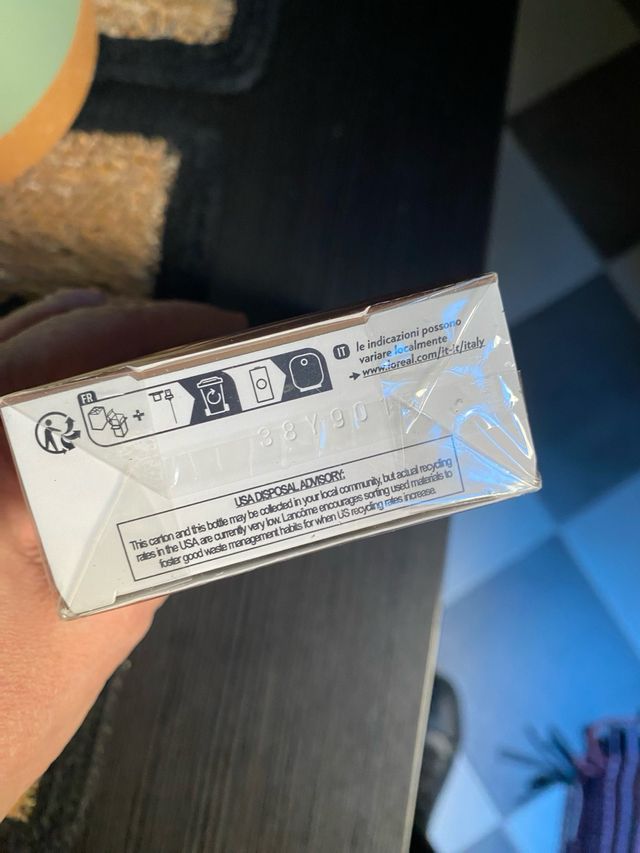 FR
IT
le indicazioni possono
variare localmente
www.loreal.com/it-it/italy
38Y901
USA DISPOSAL ADVISORY:
This carton and this bottle may be collected in your local community, but actual recycling
rates in the USA are currently very low. Lancôme encourages sorting used materials to
foster good waste management habits for when US recycling rates increase.